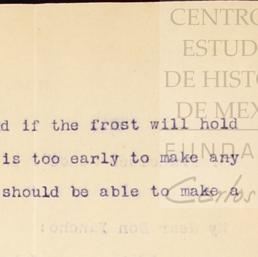 CENTRO
ESTUD
DE HISTO
DE MEX
FUNDA
Carlos
d if the frost will hold
is too early to make any
should be able to make a